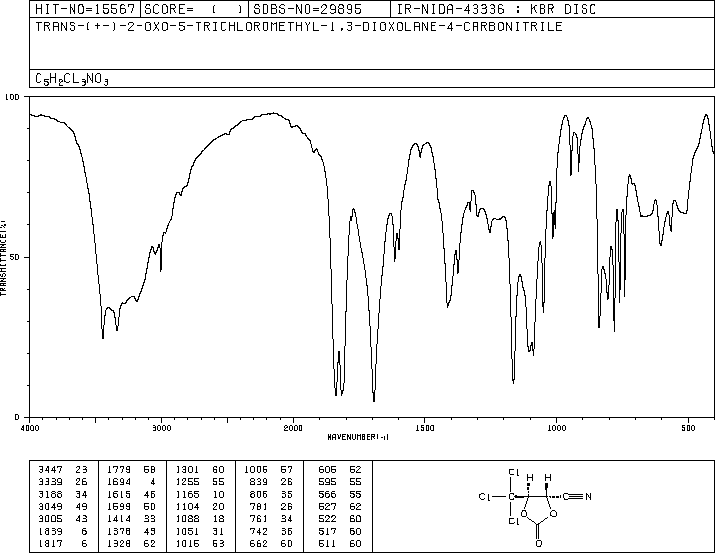 HIT-NO=15567 SCORE= ( ) SDBS-NO=29895 IR-NIDA-43336 : KBR DISC
TRANS-(+-)-2-OXO-5-TRICHLOROMETHYL-1,3-DIOXOLANE-4-CARBONITRILE
C5H2CL3NO3
100
50
0
TRANSMITTANCE(%)
4000 3000 2000 1500 1000 500
WAVENUMBER(-1)
3447 23 1779 58 1301 60 1006 57 606 52
3339 26 1694 4 1255 55 839 26 595 55
3188 34 1615 46 1165 10 806 35 566 55
3049 49 1599 50 1104 20 781 26 527 62
3005 43 1414 33 1088 18 761 34 522 60
1839 6 1378 43 1051 31 742 36 517 60
1817 6 1328 62 1016 53 662 60 511 60
Cl H H
Cl C C≡N
Cl O O
O